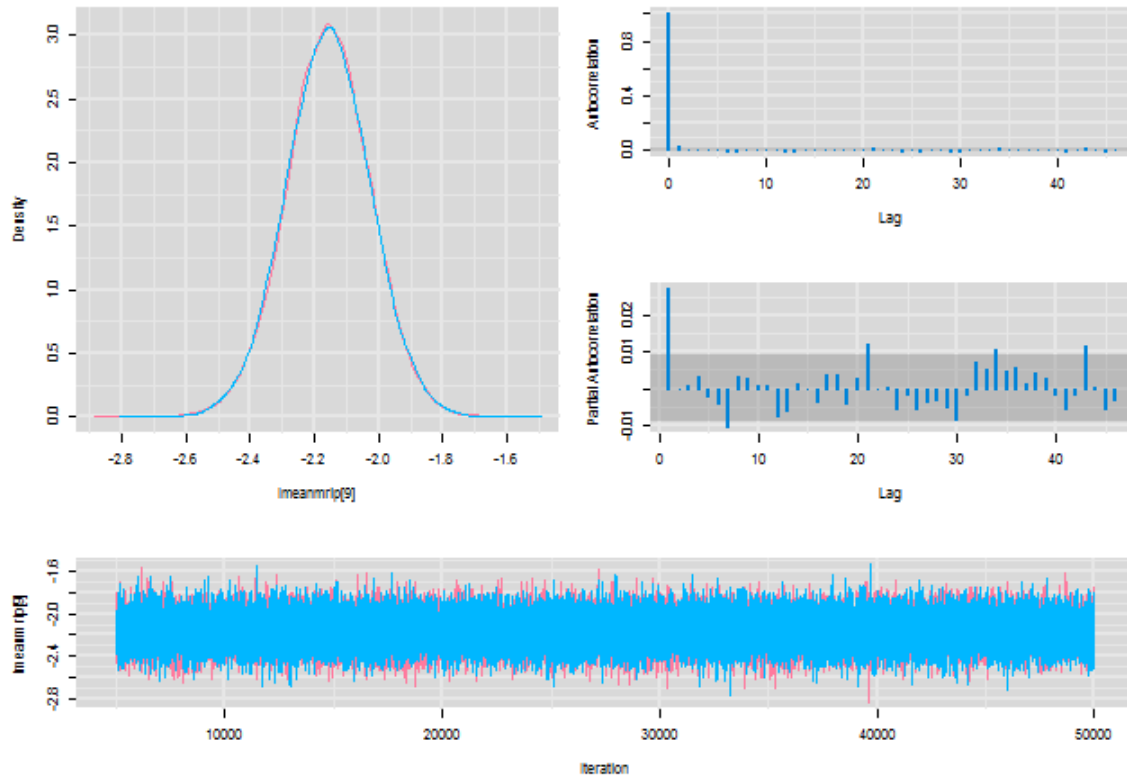 Density
0.0 0.5 1.0 1.5 2.0 2.5 3.0
-2.8 -2.6 -2.4 -2.2 -2.0 -1.8 -1.6
lmeanmrip[9]
Autocorrelation
0.0 0.4 0.8
0 10 20 30 40
Lag
Partial Autocorrelation
-0.01 0.01 0.02
0 10 20 30 40
Lag
lmeanmrip[9]
-2.8 -2.4 -2.0 -1.6
10000 20000 30000 40000 50000
Iteration